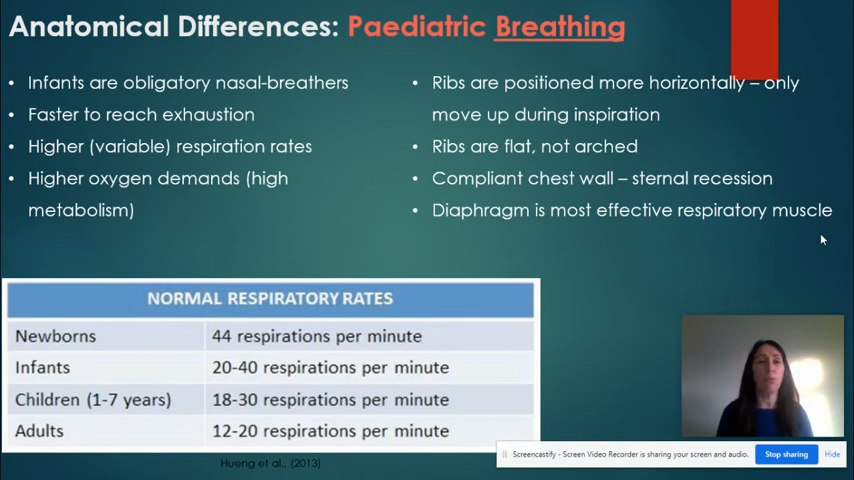 Anatomical Differences: Paediatric Breathing
• Infants are obligatory nasal-breathers
• Faster to reach exhaustion
• Higher (variable) respiration rates
• Higher oxygen demands (high
metabolism)
• Ribs are positioned more horizontally – only
move up during inspiration
• Ribs are flat, not arched
• Compliant chest wall – sternal recession
• Diaphragm is most effective respiratory muscle
NORMAL RESPIRATORY RATES
Newborns 44 respirations per minute
Infants 20-40 respirations per minute
Children (1-7 years) 18-30 respirations per minute
Adults 12-20 respirations per minute
Hueng et al., (2013)
Screencastify - Screen Video Recorder is sharing your screen and audio. Stop sharing Hide